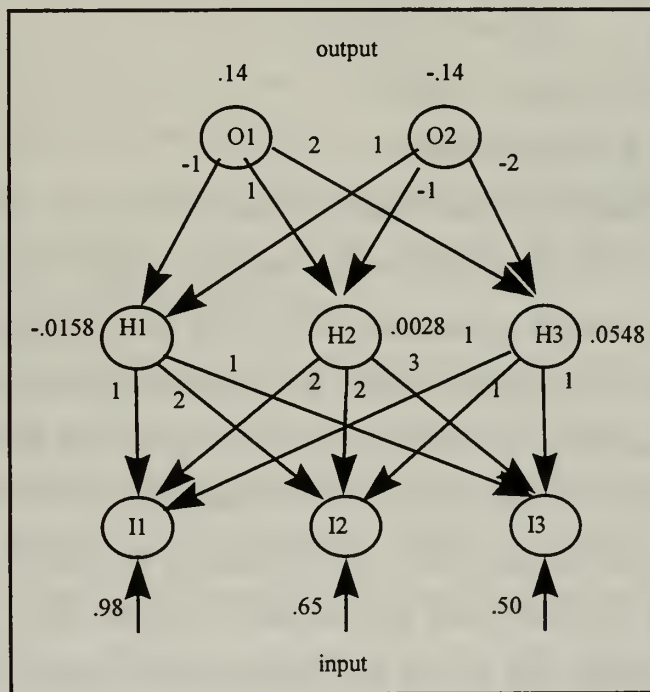 output
.14 -.14
O1 O2
-1 1 2 1 -1 -2
-.0158 H1 H2 .0028 H3 .0548
1 2 1 2 2 3 1 1 1
I1 I2 I3
.98 .65 .50
input